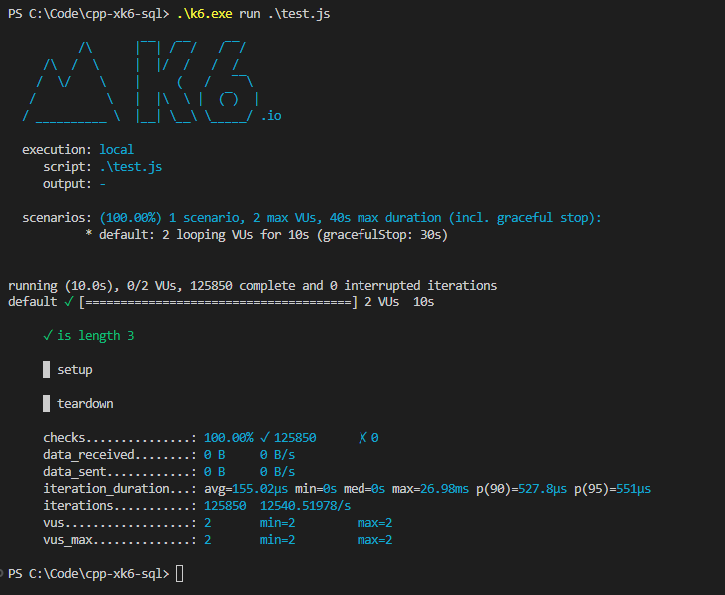 PS C:\Code\cpp-xk6-sql> .\k6.exe run .\test.js
          /\      |‾‾| /‾‾/   /‾‾/
     /\  /  \     |  |/  /   /  /
    /  \/    \    |     (   /   ‾‾\
   /          \   |  |\  \ |  (‾)  |
  / __________ \  |__| \__\ \_____/ .io
execution: local
script: .\test.js
output: -
scenarios: (100.00%) 1 scenario, 2 max VUs, 40s max duration (incl. graceful stop):
* default: 2 looping VUs for 10s (gracefulStop: 30s)
running (10.0s), 0/2 VUs, 125850 complete and 0 interrupted iterations
default ✓ [======================================] 2 VUs  10s
✓ is length 3
█ setup
█ teardown
checks...............: 100.00% ✓ 125850      ✗ 0
data_received........: 0 B     0 B/s
data_sent............: 0 B     0 B/s
iteration_duration...: avg=155.02µs min=0s med=0s max=26.98ms p(90)=527.8µs p(95)=551µs
iterations...........: 125850  12540.51978/s
vus..................: 2       min=2         max=2
vus_max..............: 2       min=2         max=2
PS C:\Code\cpp-xk6-sql>